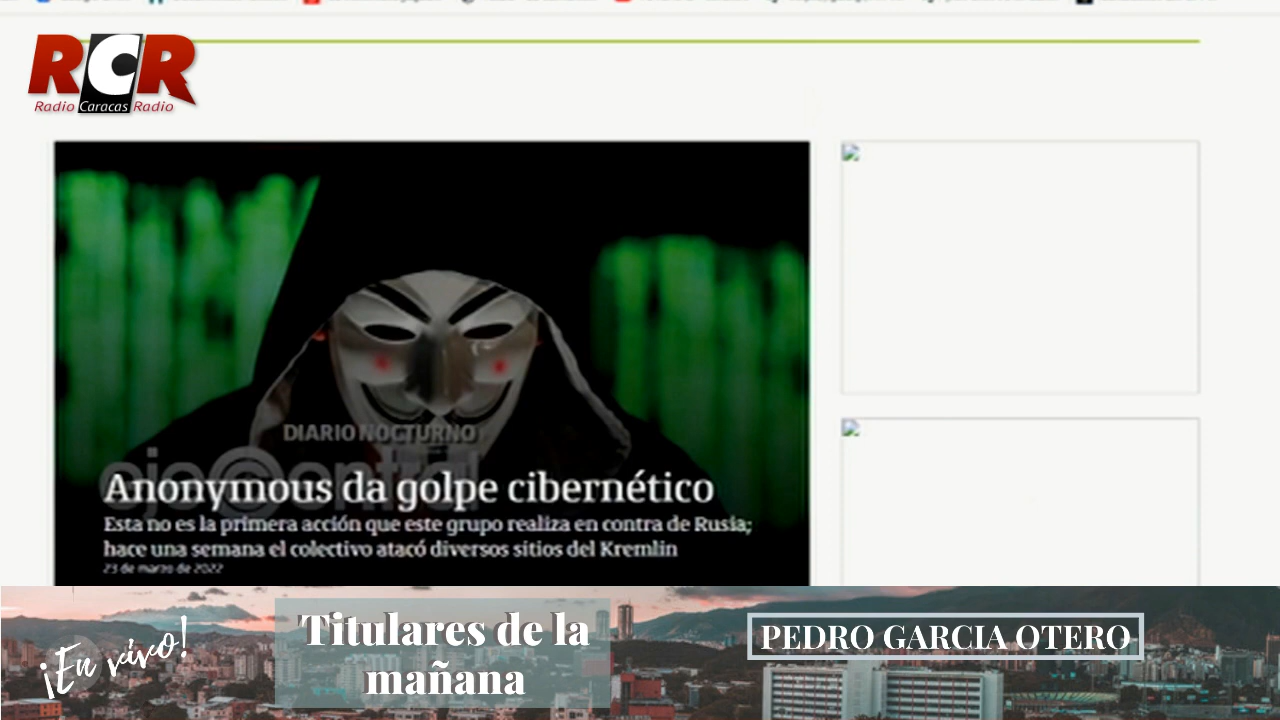 RCR
Radio Caracas Radio
DIARIO NOCTURNO
eje@entral
Anonymous da golpe cibernético
Esta no es la primera acción que este grupo realiza en contra de Rusia;
hace una semana el colectivo atacó diversos sitios del Kremlin
23 de marzo de 2022
¡En vivo!
Titulares de la
mañana
PEDRO GARCIA OTERO